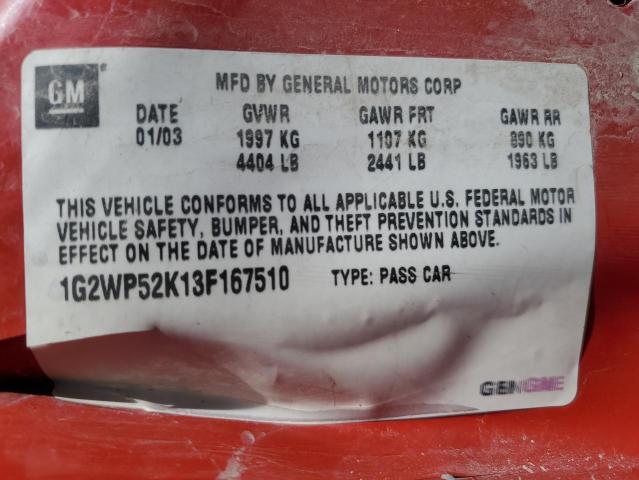 GM®
MFD BY GENERAL MOTORS CORP
DATE GVWR GAWR FRT GAWR RR
01/03 1997 KG 1107 KG 890 KG
4404 LB 2441 LB 1963 LB
THIS VEHICLE CONFORMS TO ALL APPLICABLE U.S. FEDERAL MOTOR
VEHICLE SAFETY, BUMPER, AND THEFT PREVENTION STANDARDS IN
EFFECT ON THE DATE OF MANUFACTURE SHOWN ABOVE.
1G2WP52K13F167510 TYPE: PASS CAR